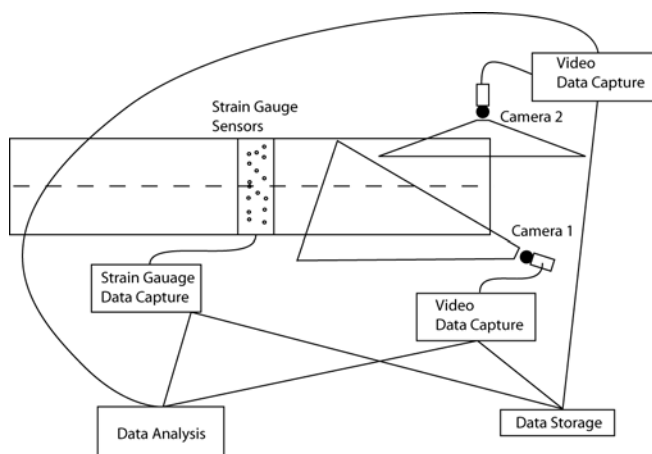 Video
Data Capture
Strain Gauge
Sensors
Camera 2
Camera 1
Strain Gauage
Data Capture
Video
Data Capture
Data Analysis
Data Storage